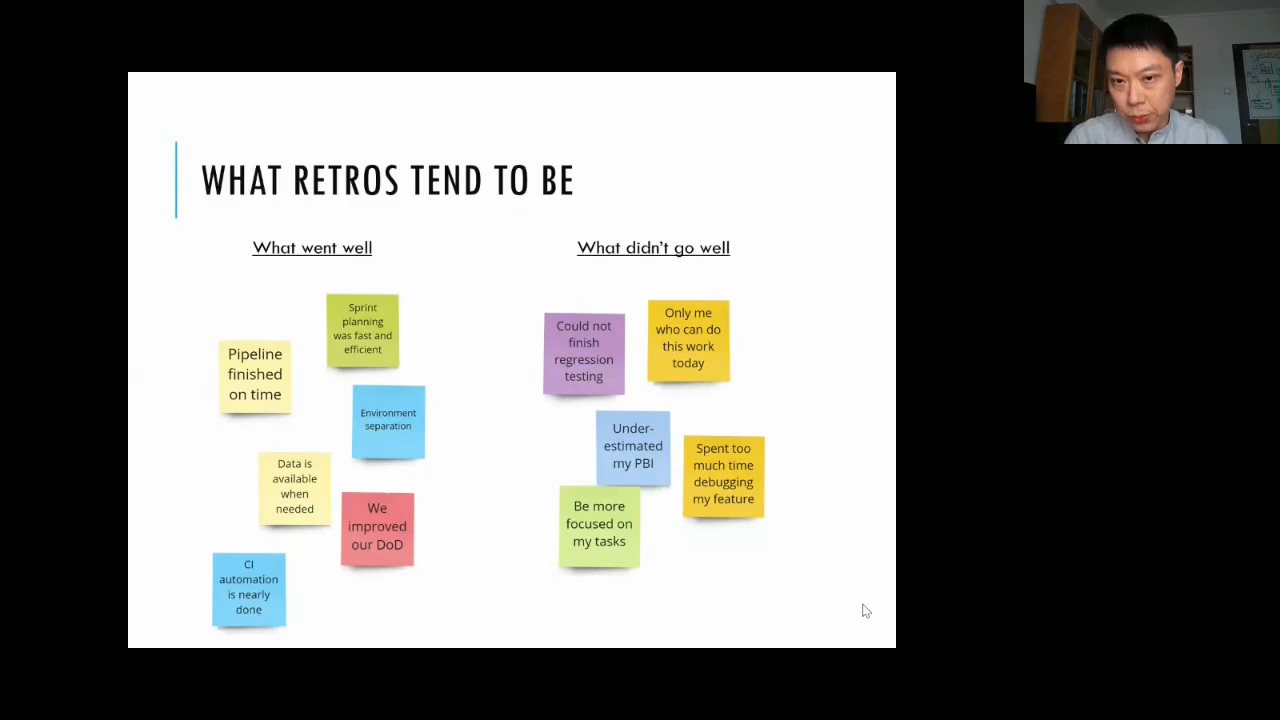 WHAT RETROS TEND TO BE
What went well
Sprint
planning
was fast and
efficient
Pipeline
finished
on time
Environment
separation
Data is
available
when
needed
We
improved
our DoD
CI
automation
is nearly
done
What didn't go well
Could not
finish
regression
testing
Only me
who can do
this work
today
Under-
estimated
my PBI
Spent too
much time
debugging
my feature
Be more
focused on
my tasks